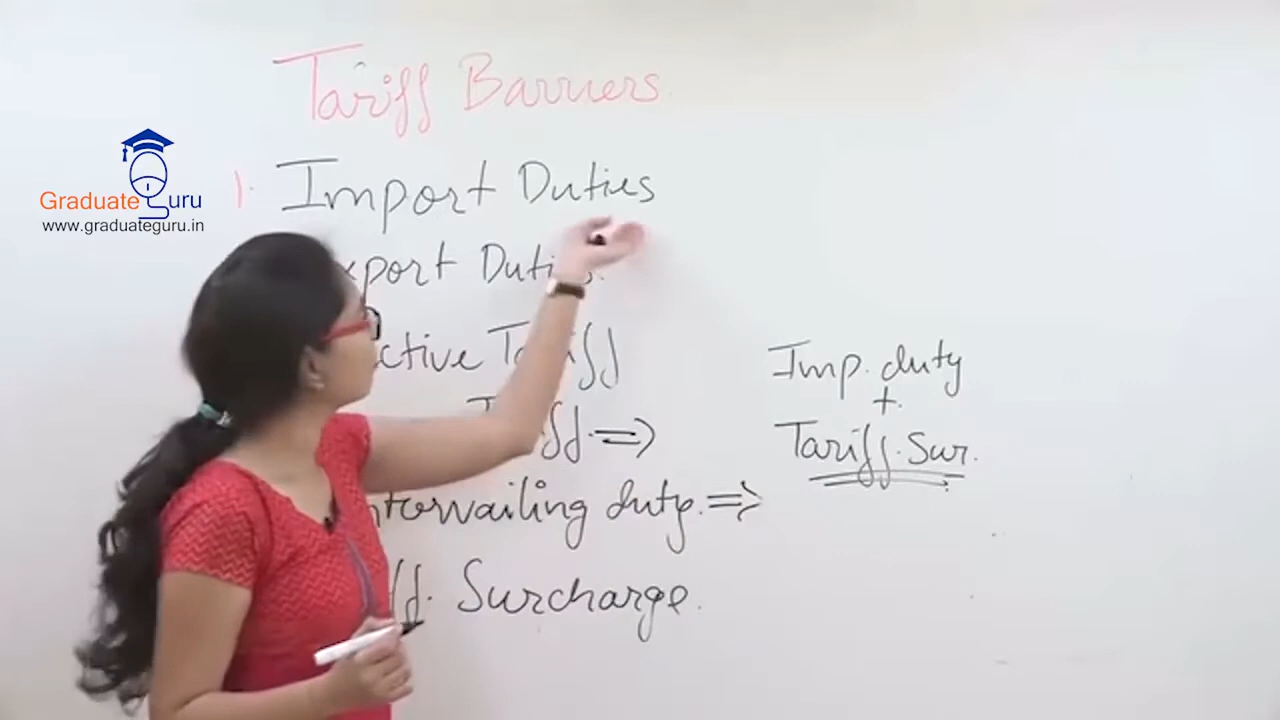 Tariff Barriers
GraduateGuru
www.graduateguru.in
1. Import Duties
xport Duties.
ctive Tariff
Imp. duty
+
Tariff ⇒
Tariff. Sur.
ntervailing duty. ⇒
ff. Surcharge.